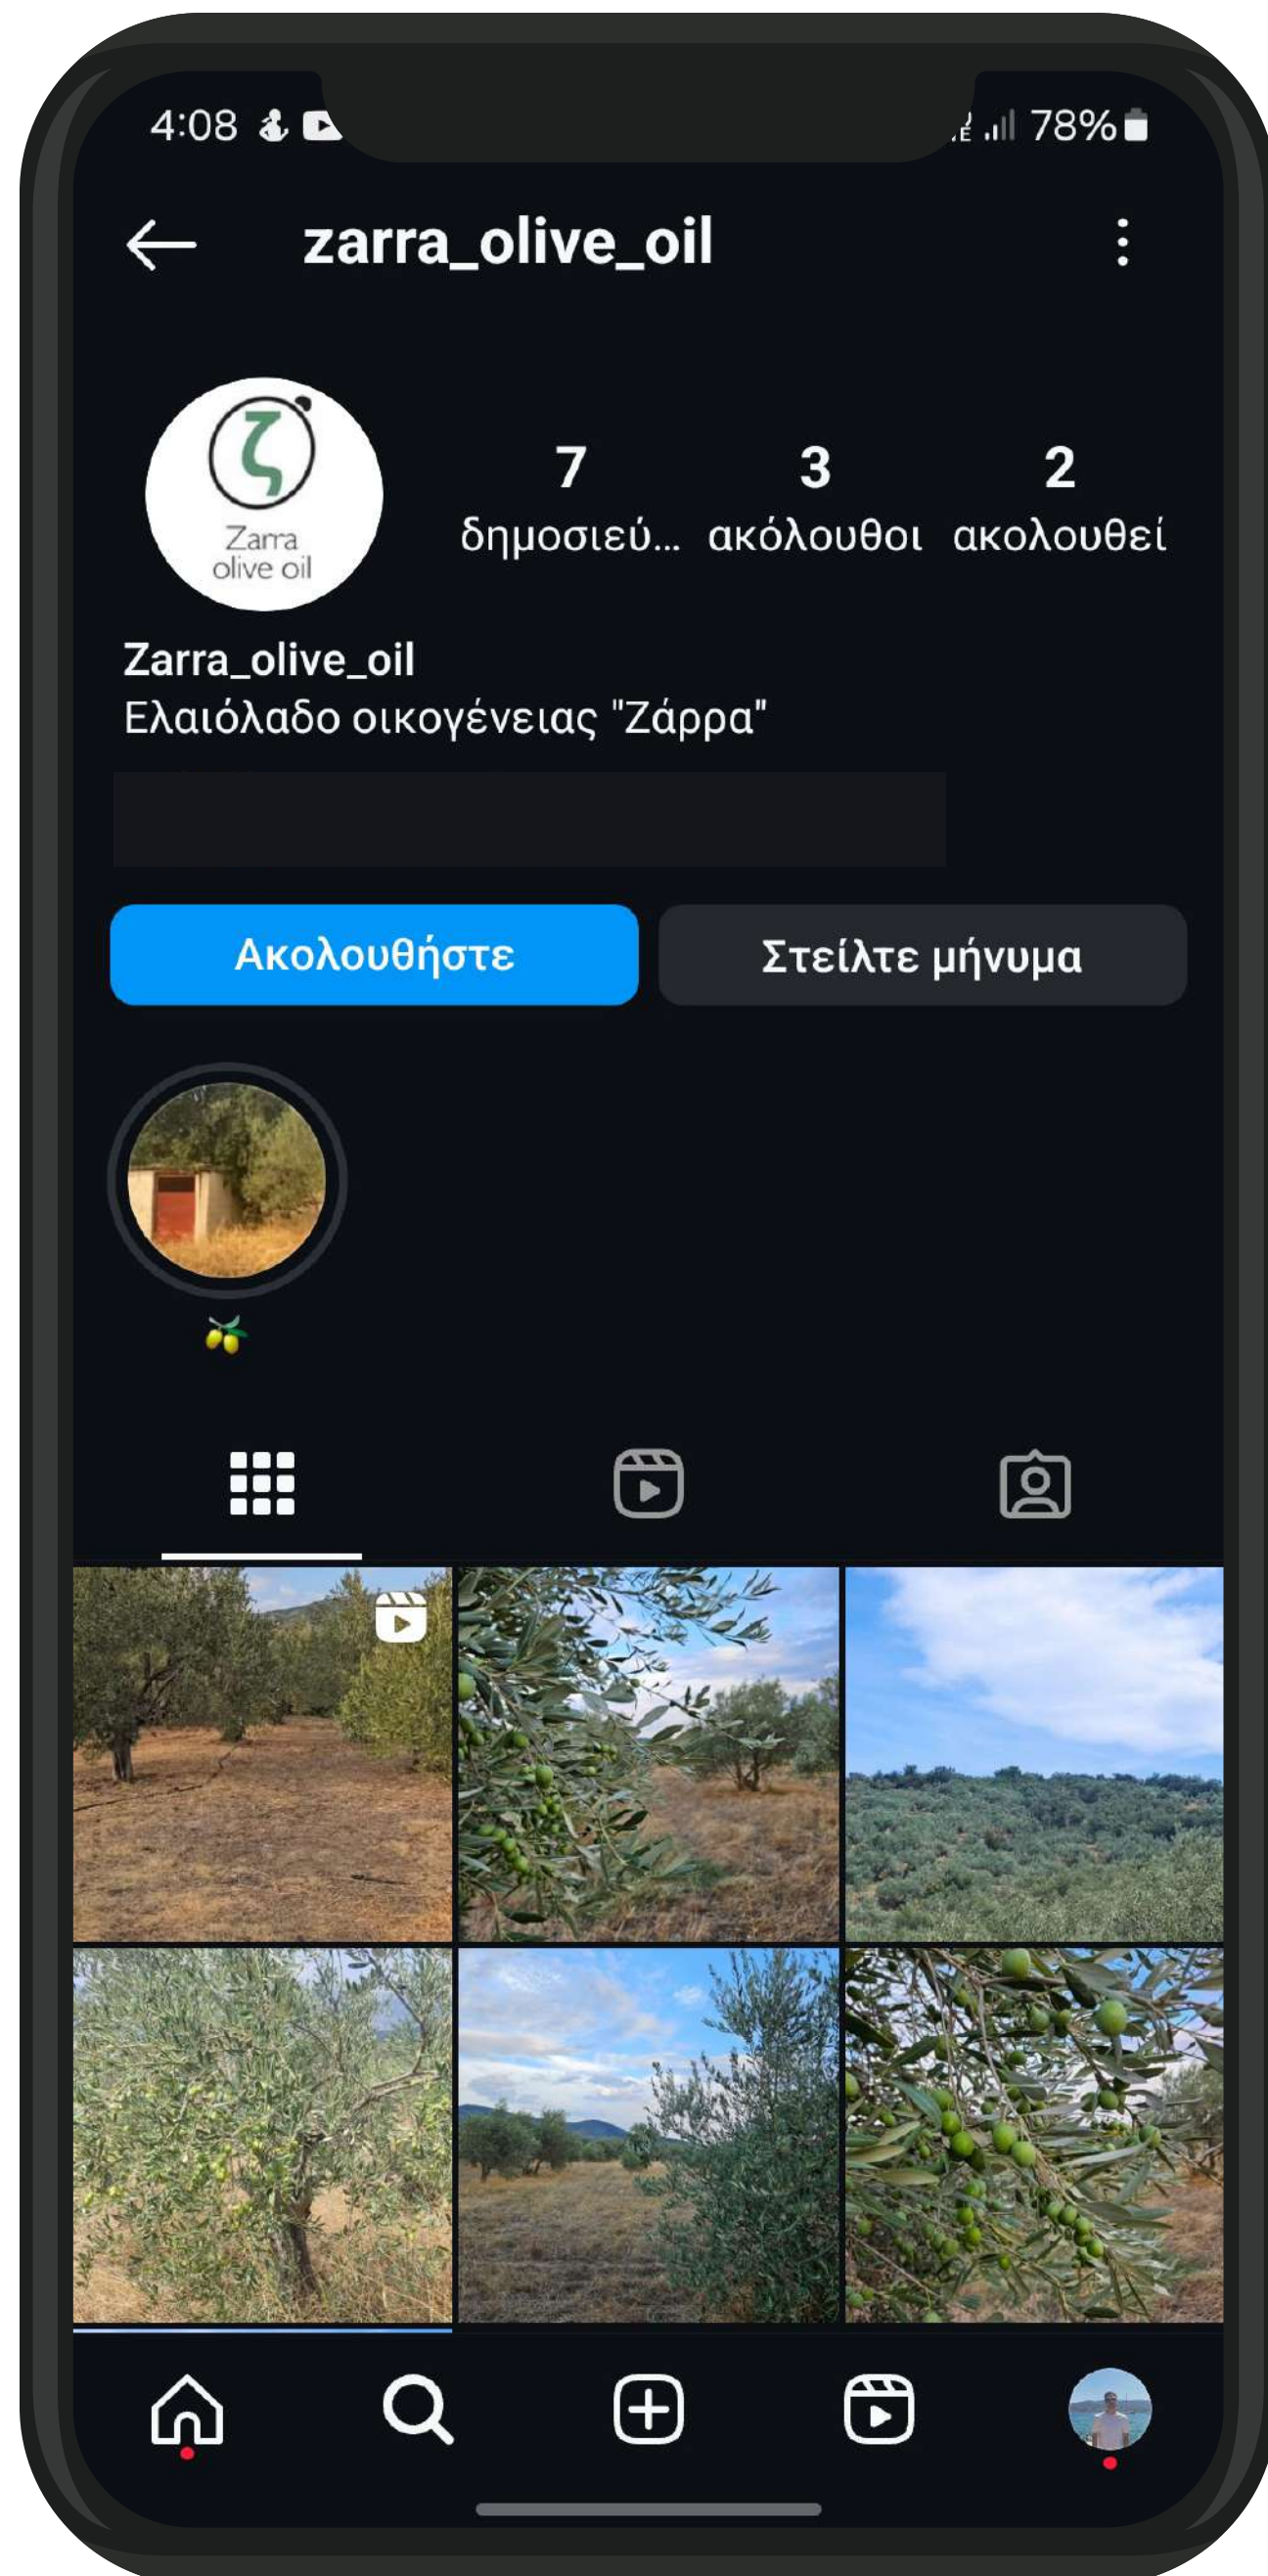 4:08
78%
zarra_olive_oil
ζ
Zarra
olive oil
7 3 2
δημοσιεύ... ακόλουθοι ακολουθεί
Zarra_olive_oil
Ελαιόλαδο οικογένειας "Ζάρρα"
Ακολουθήστε
Στείλτε μήνυμα